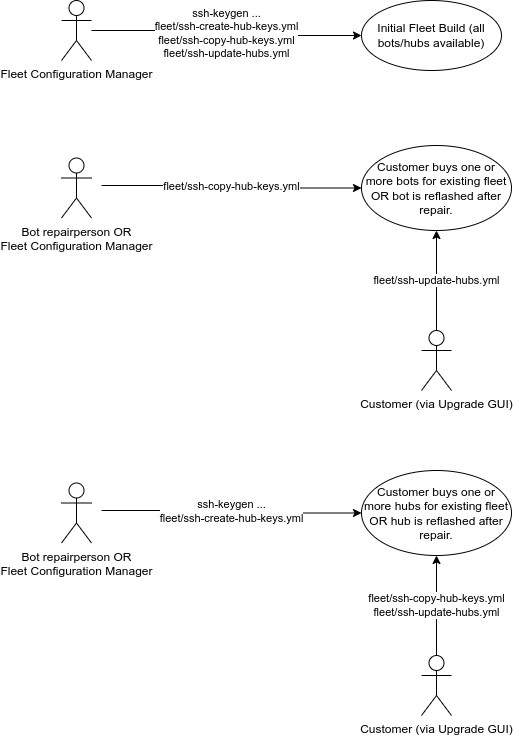 ssh-keygen ...
fleet/ssh-create-hub-keys.yml
fleet/ssh-copy-hub-keys.yml
fleet/ssh-update-hubs.yml
Fleet Configuration Manager
Initial Fleet Build (all
bots/hubs available)
fleet/ssh-copy-hub-keys.yml
Bot repairperson OR
Fleet Configuration Manager
Customer buys one or
more bots for existing fleet
OR bot is reflashed after
repair.
fleet/ssh-update-hubs.yml
Customer (via Upgrade GUI)
ssh-keygen ...
fleet/ssh-create-hub-keys.yml
Bot repairperson OR
Fleet Configuration Manager
Customer buys one or
more hubs for existing fleet
OR hub is reflashed after
repair.
fleet/ssh-copy-hub-keys.yml
fleet/ssh-update-hubs.yml
Customer (via Upgrade GUI)